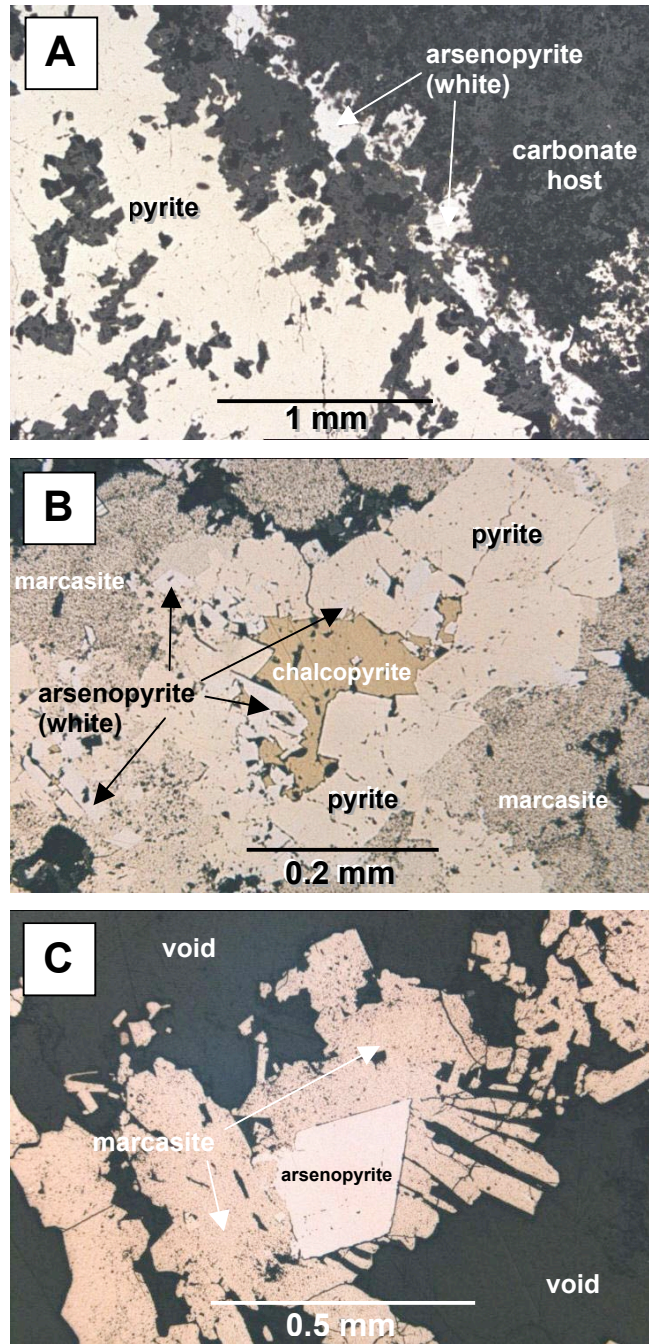 A
arsenopyrite
(white)
carbonate
host
pyrite
1 mm
B
pyrite
marcasite
chalcopyrite
arsenopyrite
(white)
pyrite
marcasite
0.2 mm
C
void
marcasite
arsenopyrite
void
0.5 mm